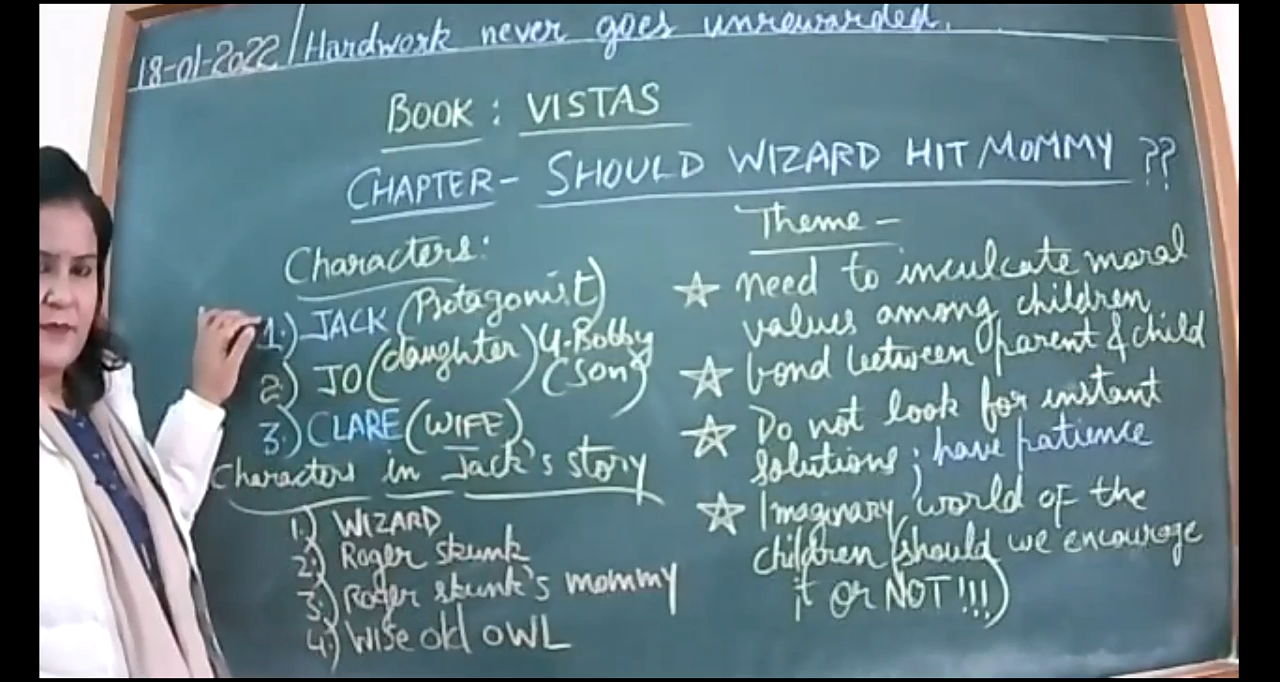 18-01-2022/Hardwork never goes unrewarded.
BOOK : VISTAS
CHAPTER- SHOULD WIZARD HIT MOMMY ??
Characters:
1.) JACK (Protagonist)
2) JO (daughter) 4. Bobby
(son)
3.) CLARE (WIFE)
Characters in Jack's story
1.) WIZARD
2.) Roger skunk
3.) Roger skunk's mommy
4.) Wise old OWL
Theme -
☆ need to inculcate moral
values among children
☆ bond between parent & child
☆ Do not look for instant
solutions; have patience
☆ Imaginary world of the
children (should we encourage
it or NOT!!!)